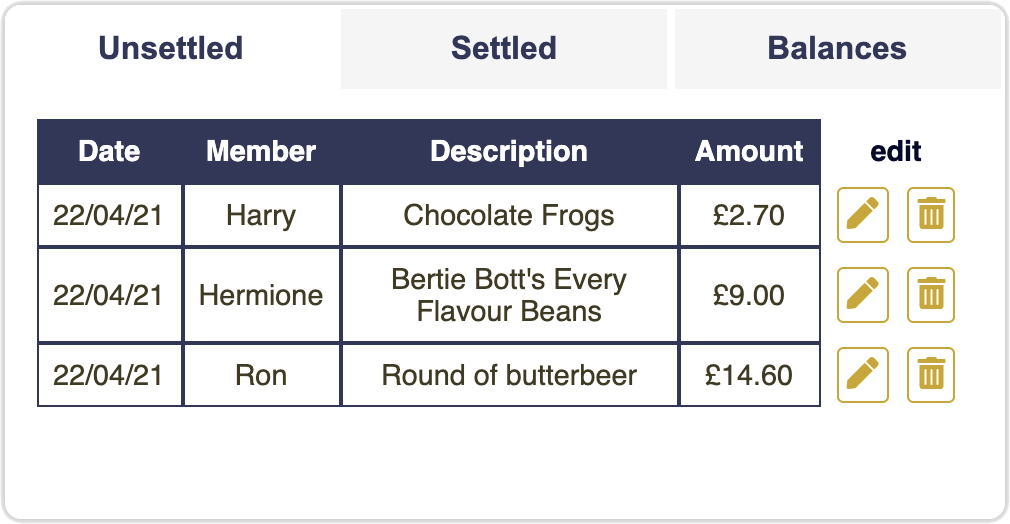 Unsettled Settled Balances
Date Member Description Amount edit
22/04/21 Harry Chocolate Frogs £2.70
22/04/21 Hermione Bertie Bott's Every £9.00
Flavour Beans
22/04/21 Ron Round of butterbeer £14.60